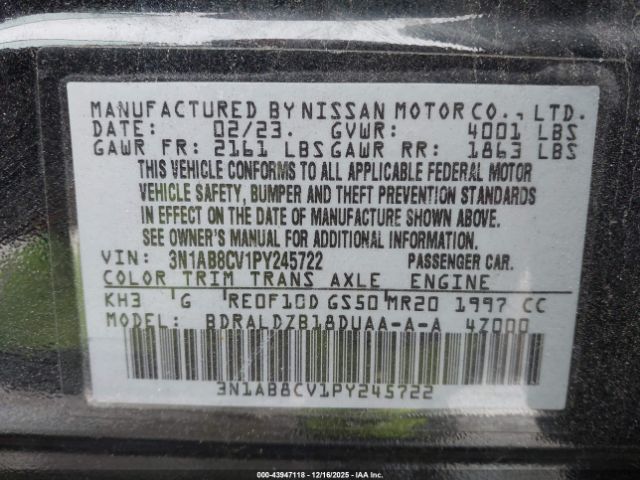 MANUFACTURED BY NISSAN MOTOR CO., LTD.
DATE: 02/23. GVWR: 4001 LBS
GAWR FR: 2161 LBS GAWR RR: 1863 LBS
THIS VEHICLE CONFORMS TO ALL APPLICABLE FEDERAL MOTOR
VEHICLE SAFETY, BUMPER AND THEFT PREVENTION STANDARDS
IN EFFECT ON THE DATE OF MANUFACTURE SHOWN ABOVE.
SEE OWNER'S MANUAL FOR ADDITIONAL INFORMATION.
VIN: 3N1AB8CV1PY245722 PASSENGER CAR.
COLOR TRIM TRANS AXLE ENGINE
KH3 G RE0F10D GS50 MR20 1997 CC
MODEL: BDRALDZB18DUAA-A-A 4Z000
3N1AB8CV1PY245722
000-43947118 - 12/16/2025 - IAAI.com